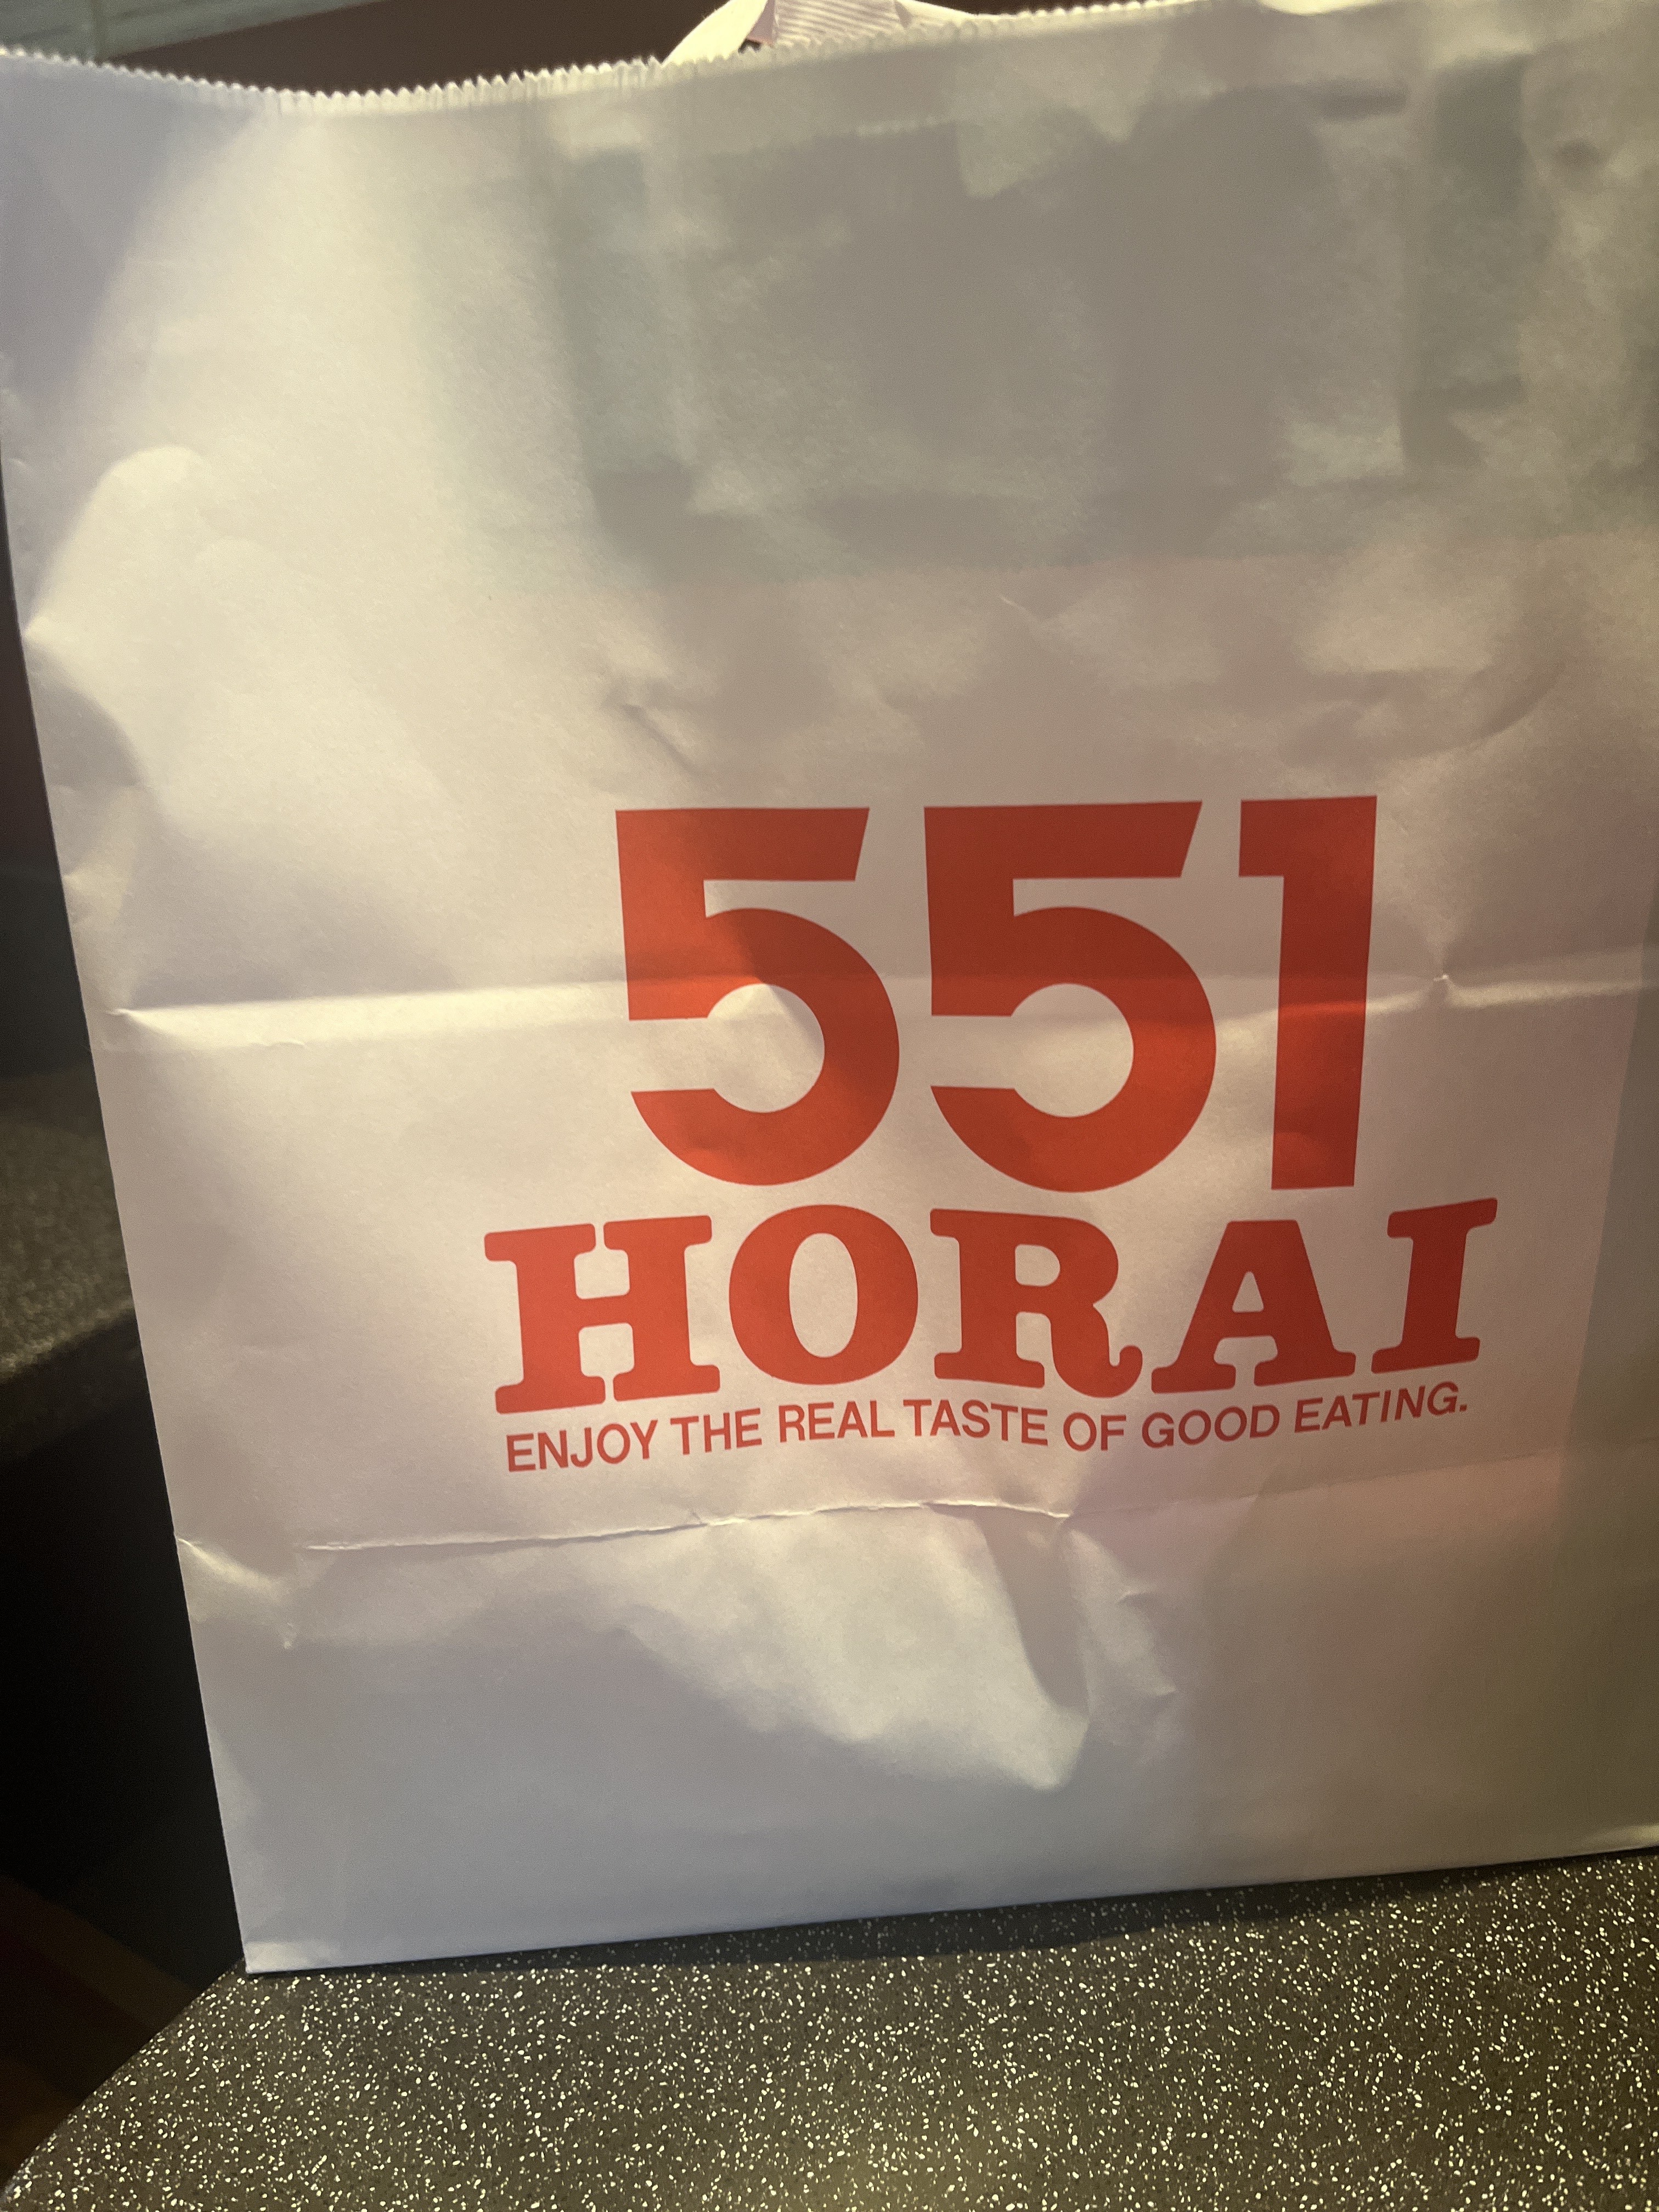 551
HORAI
ENJOY THE REAL TASTE OF GOOD EATING.